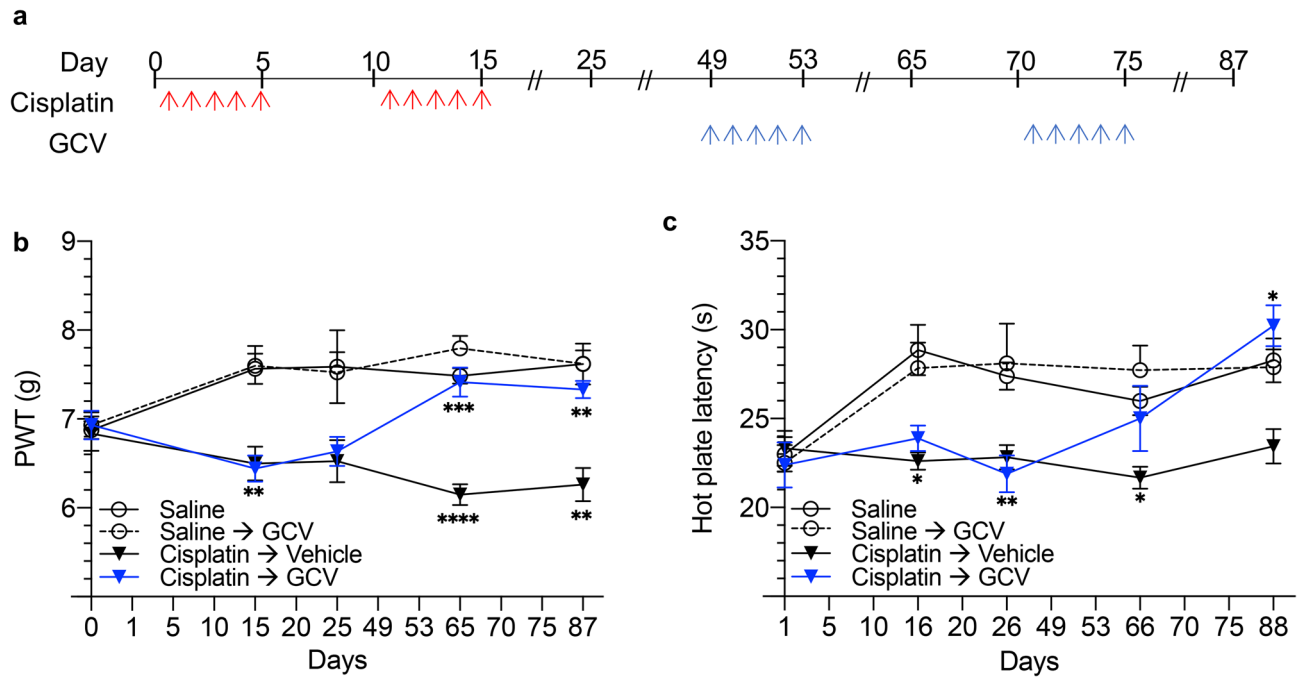 a
Day 0 5 10 15 25 49 53 65 70 75 87
Cisplatin
GCV
b
PWT (g)
9
8
7
6
** *** **** ** **
Saline
Saline → GCV
Cisplatin → Vehicle
Cisplatin → GCV
0 1 5 10 15 20 25 49 53 65 70 75 87
Days
c
Hot plate latency (s)
35
30
25
20
* ** * *
Saline
Saline → GCV
Cisplatin → Vehicle
Cisplatin → GCV
1 5 10 16 20 26 49 53 66 70 75 88
Days